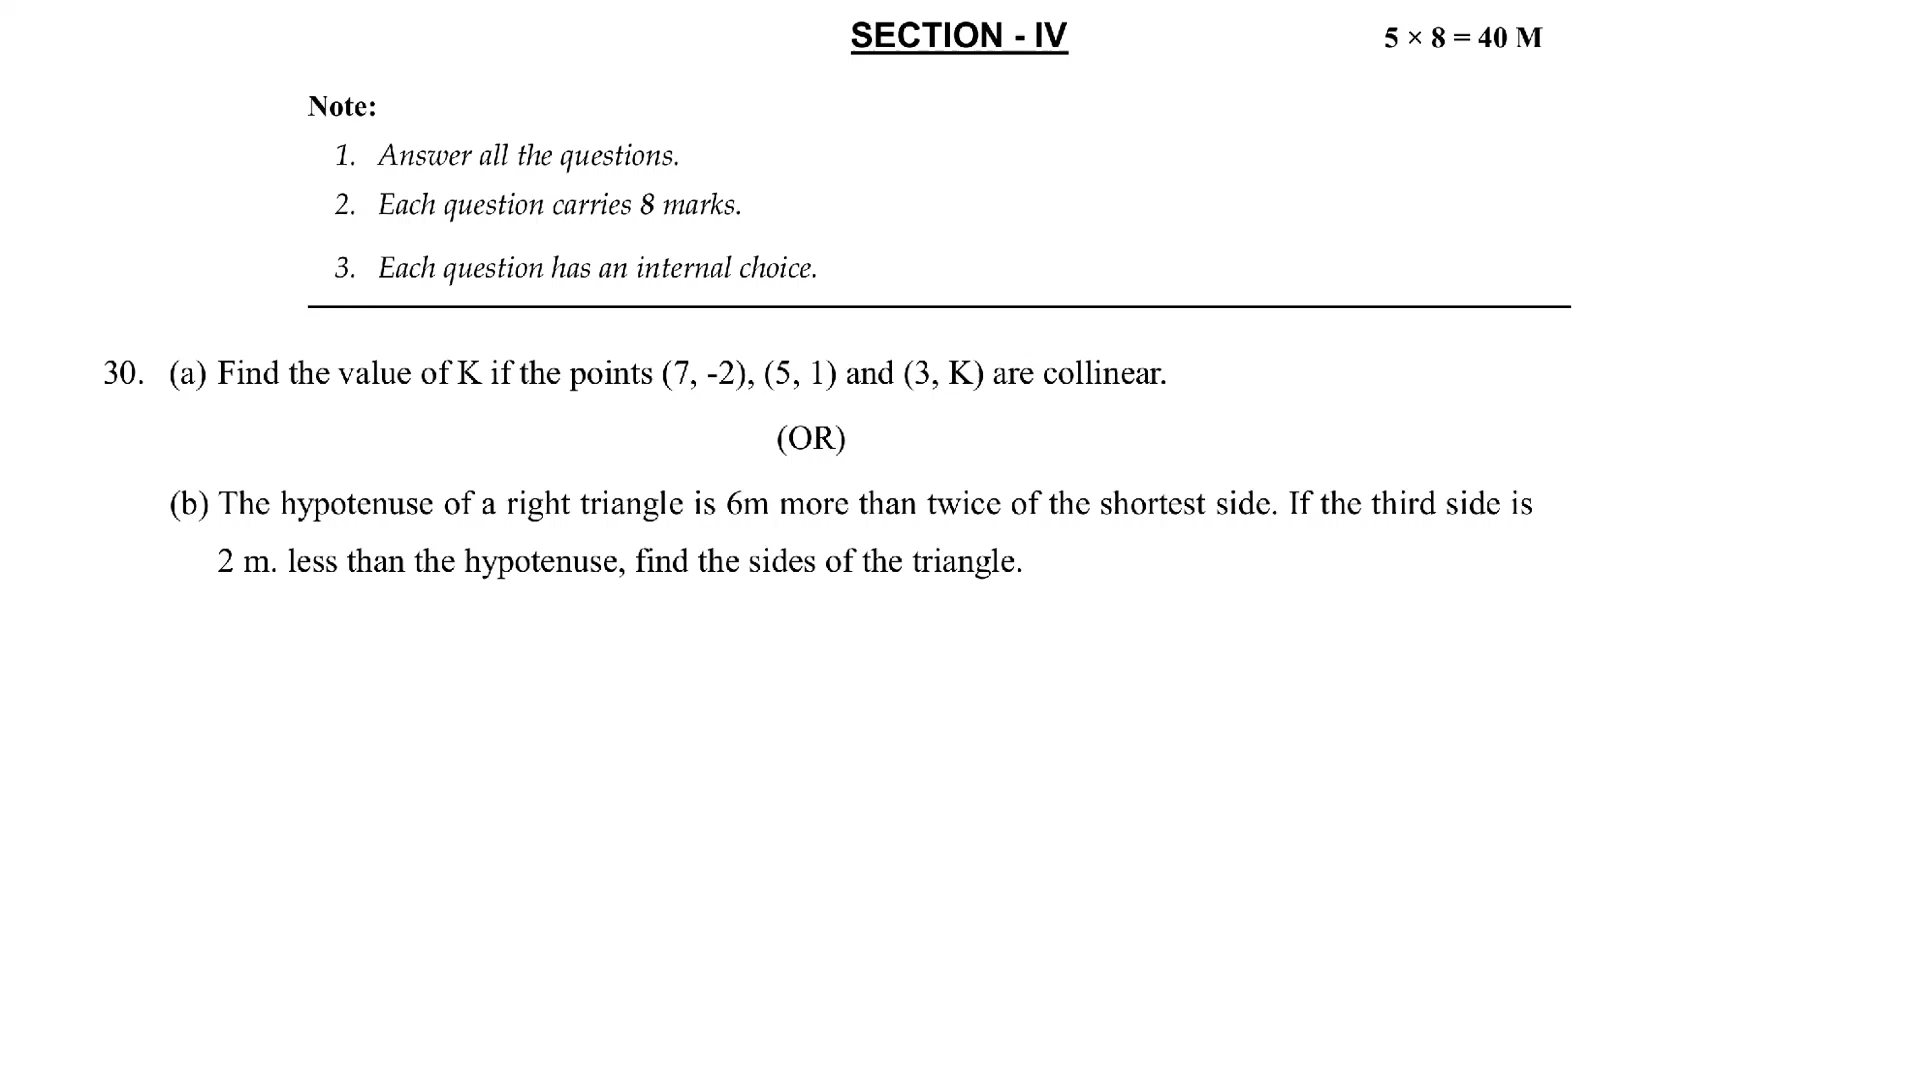 SECTION - IV
5 × 8 = 40 M
Note:
1. Answer all the questions.
2. Each question carries 8 marks.
3. Each question has an internal choice.
30. (a) Find the value of K if the points (7, -2), (5, 1) and (3, K) are collinear.
(OR)
(b) The hypotenuse of a right triangle is 6m more than twice of the shortest side. If the third side is
2 m. less than the hypotenuse, find the sides of the triangle.